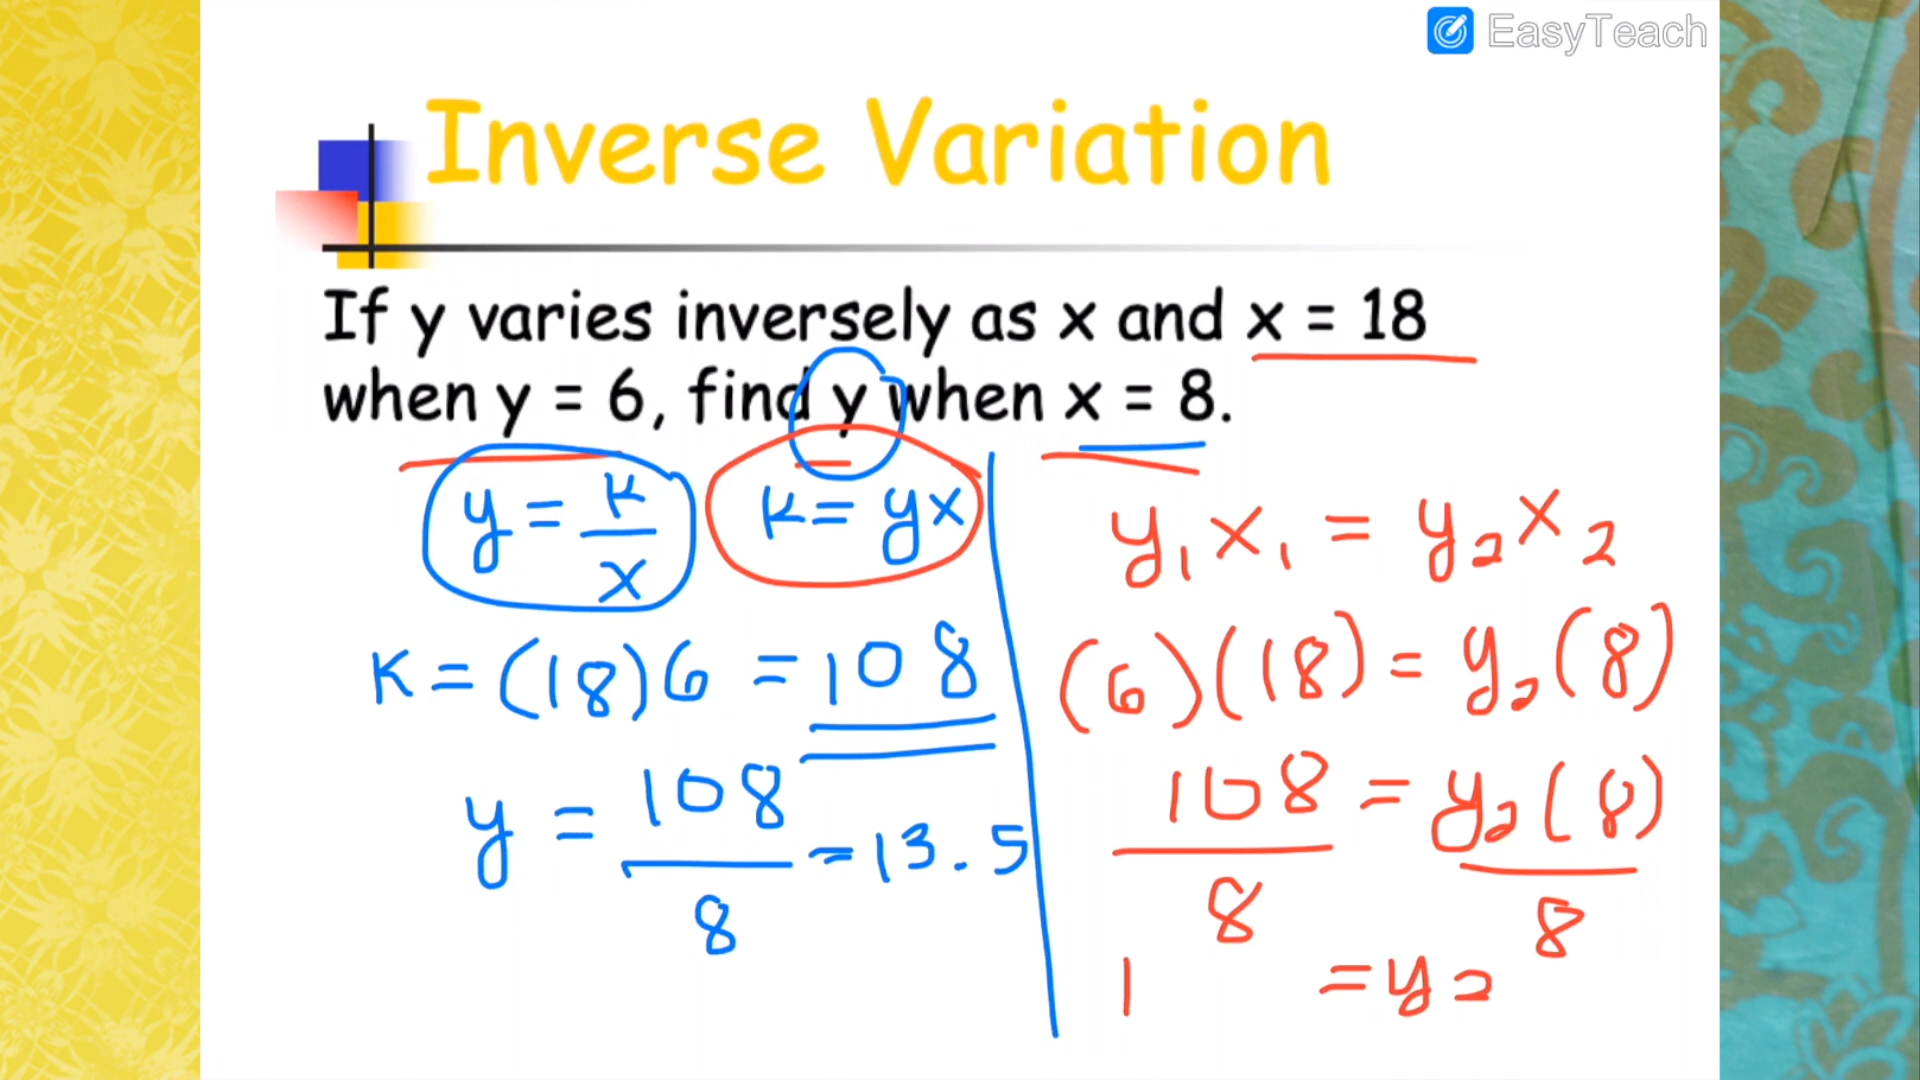 EasyTeach
Inverse Variation
If y varies inversely as x and x = 18
when y = 6, find y when x = 8.
y = K/x
K = yx
K = (18)6 = 108
y = 108/8 = 13.5
y₁x₁ = y₂x₂
(6)(18) = y₂(8)
108/8 = y₂(8)/8
1 = y₂